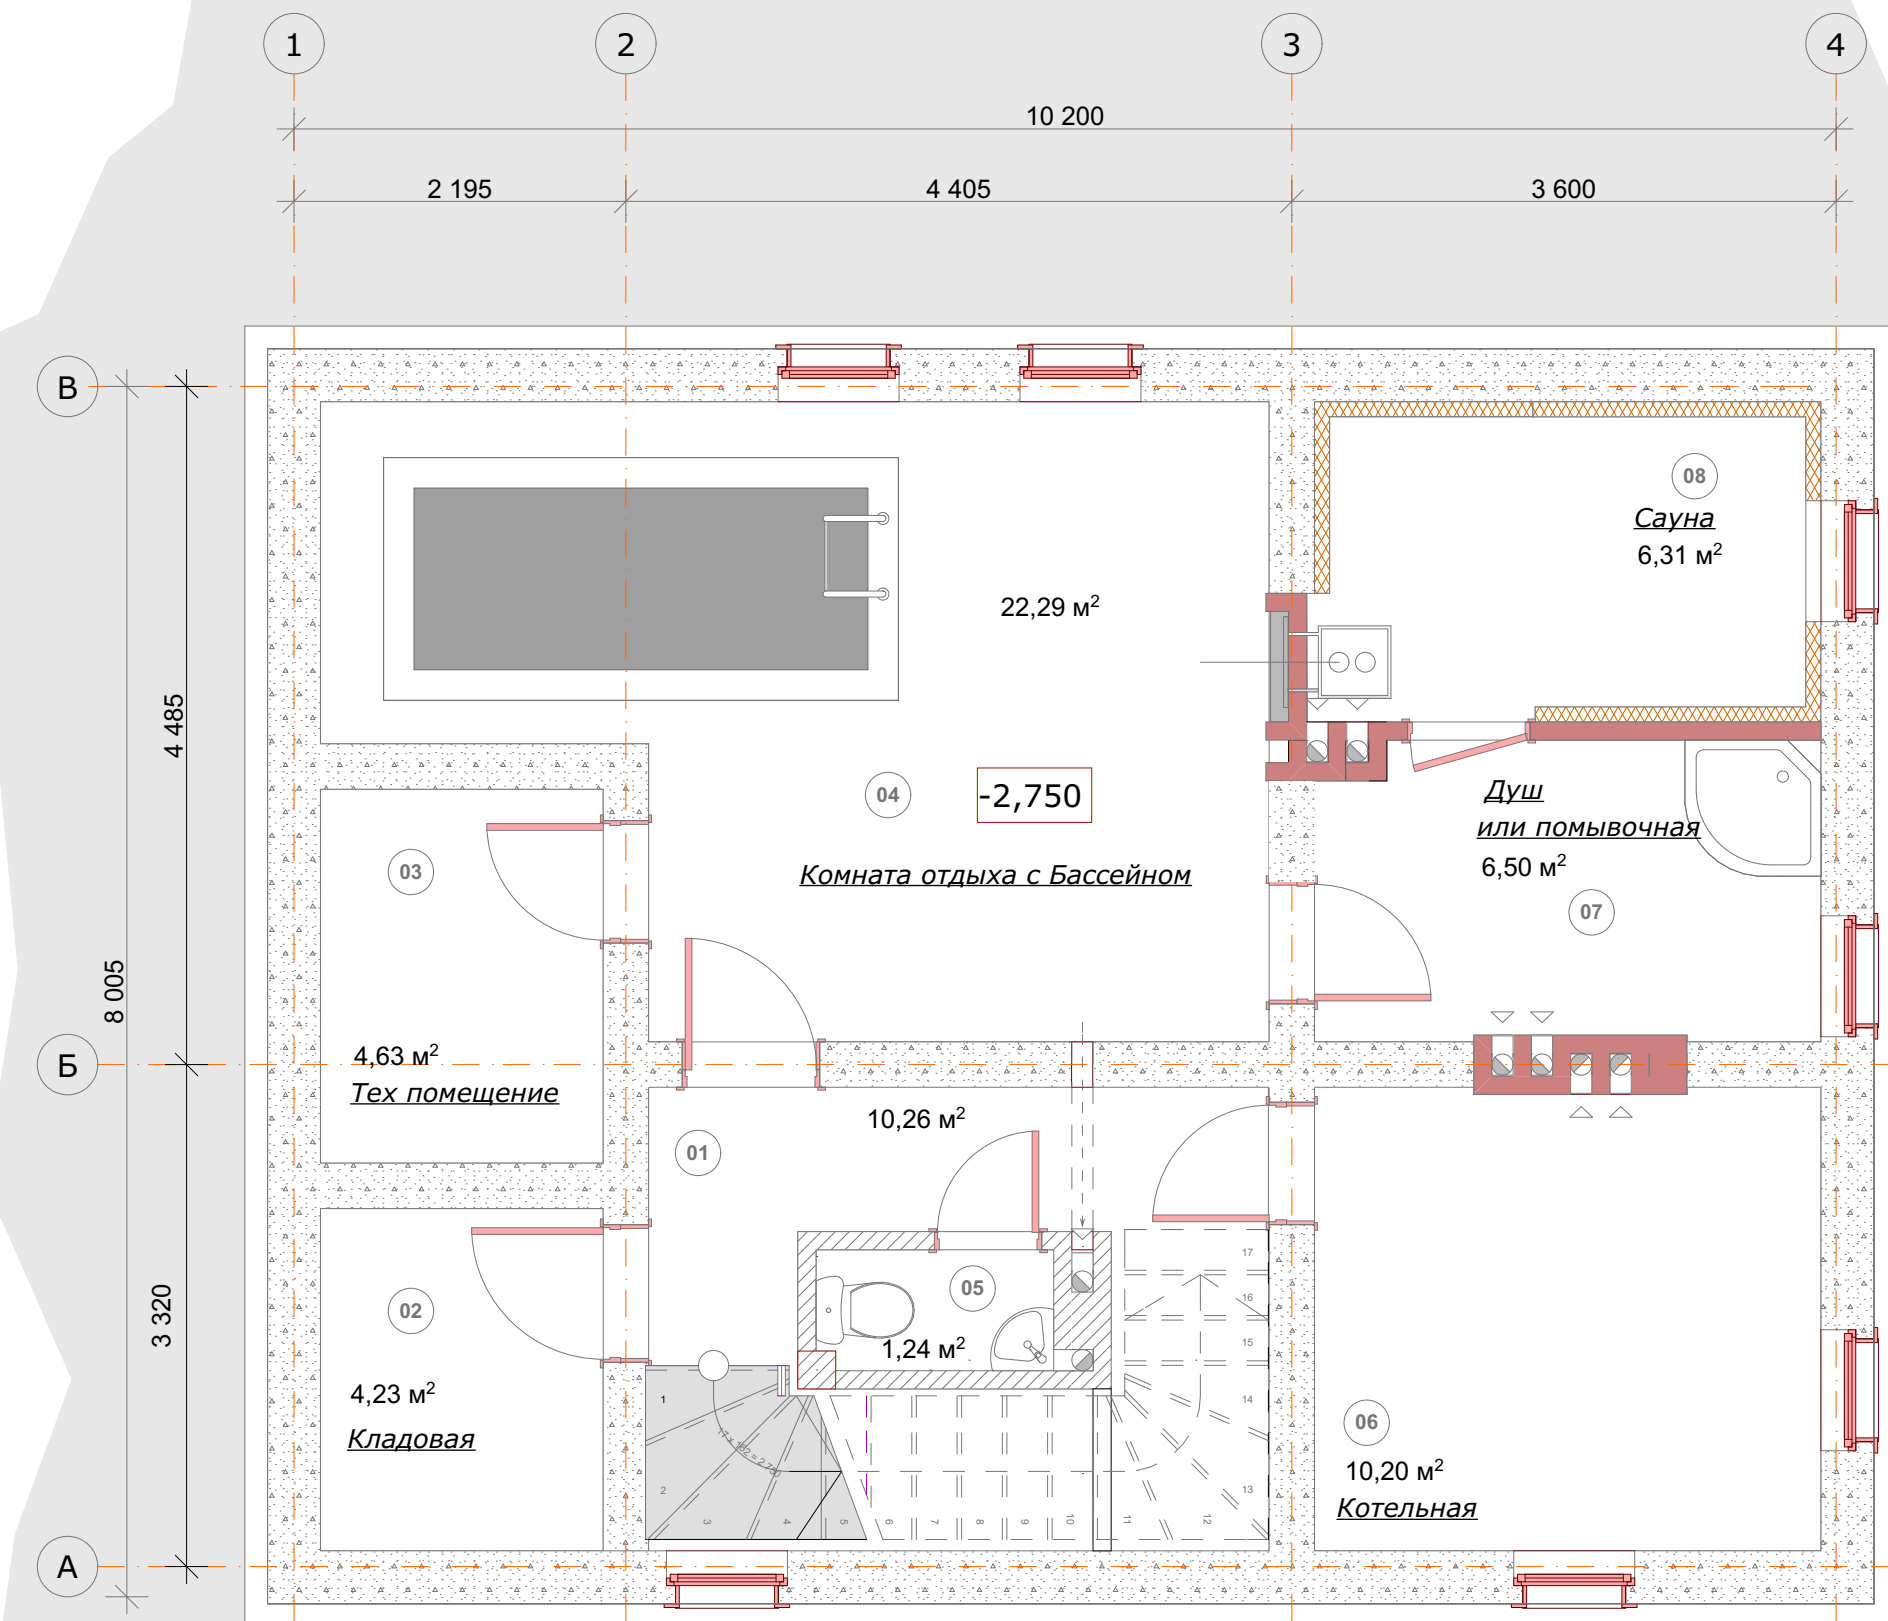 1
2
3
4
10 200
2 195
4 405
3 600
В
08
Сауна
6,31 м²
22,29 м²
4 485
04
-2,750
Душ
или помывочная
6,50 м²
03
Комната отдыха с Бассейном
07
8 005
Б
4,63 м²
Тех помещение
10,26 м²
01
3 320
02
05
1,24 м²
17
16
15
14
13
12
11
10
9
8
7
6
5
4
3
2
1
17 x 162 = 2 750
4,23 м²
Кладовая
06
10,20 м²
Котельная
А